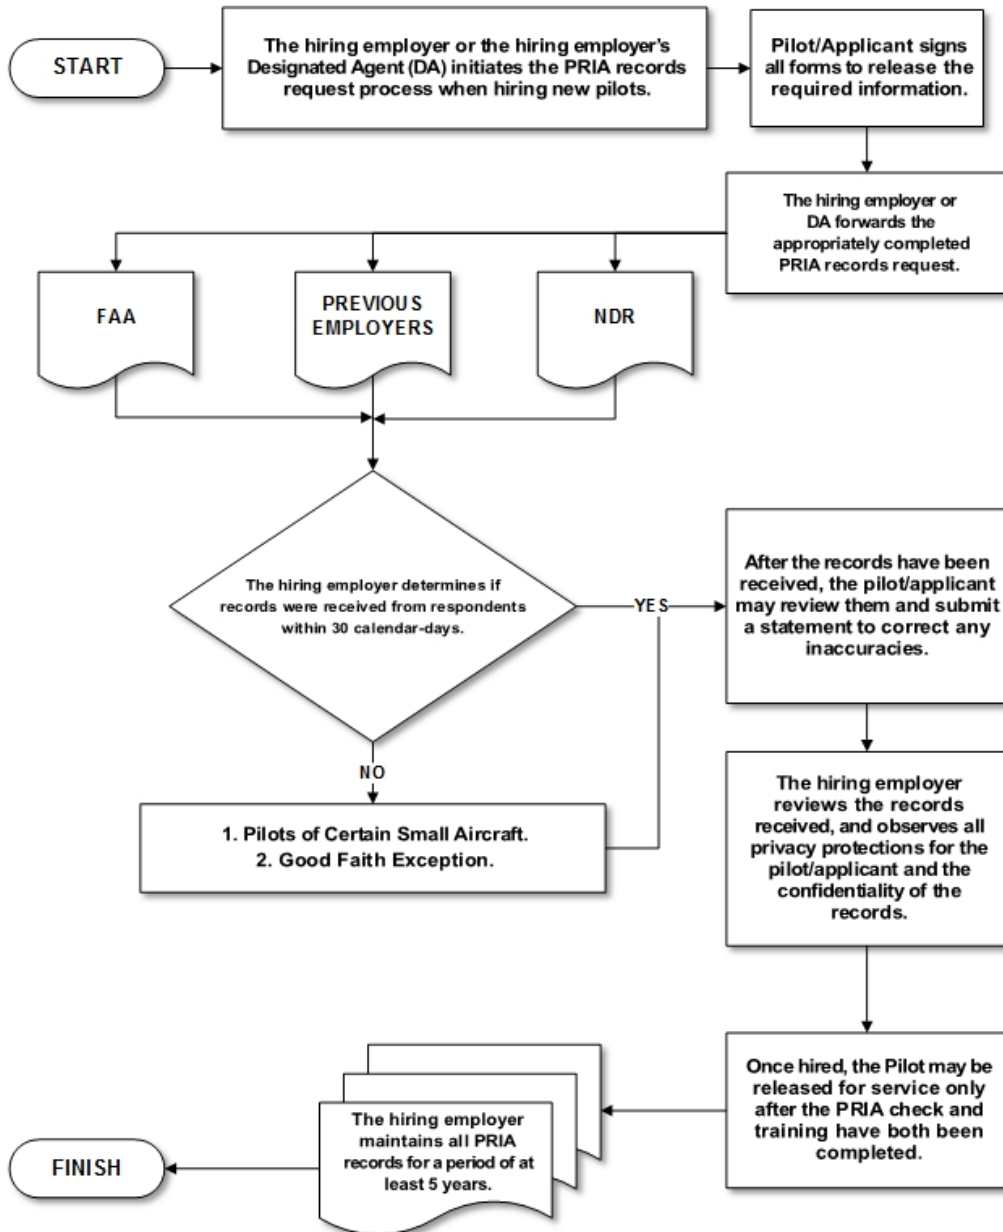 START
The hiring employer or the hiring employer's
Designated Agent (DA) initiates the PRIA records
request process when hiring new pilots.
Pilot/Applicant signs
all forms to release the
required information.
The hiring employer or
DA forwards the
appropriately completed
PRIA records request.
FAA
PREVIOUS
EMPLOYERS
NDR
The hiring employer determines if
records were received from respondents
within 30 calendar-days.
YES
After the records have been
received, the pilot/applicant
may review them and submit
a statement to correct any
inaccuracies.
NO
1. Pilots of Certain Small Aircraft.
2. Good Faith Exception.
The hiring employer
reviews the records
received, and observes all
privacy protections for the
pilot/applicant and the
confidentiality of the
records.
Once hired, the Pilot may be
released for service only
after the PRIA check and
training have both been
completed.
The hiring employer
maintains all PRIA
records for a period of at
least 5 years.
FINISH